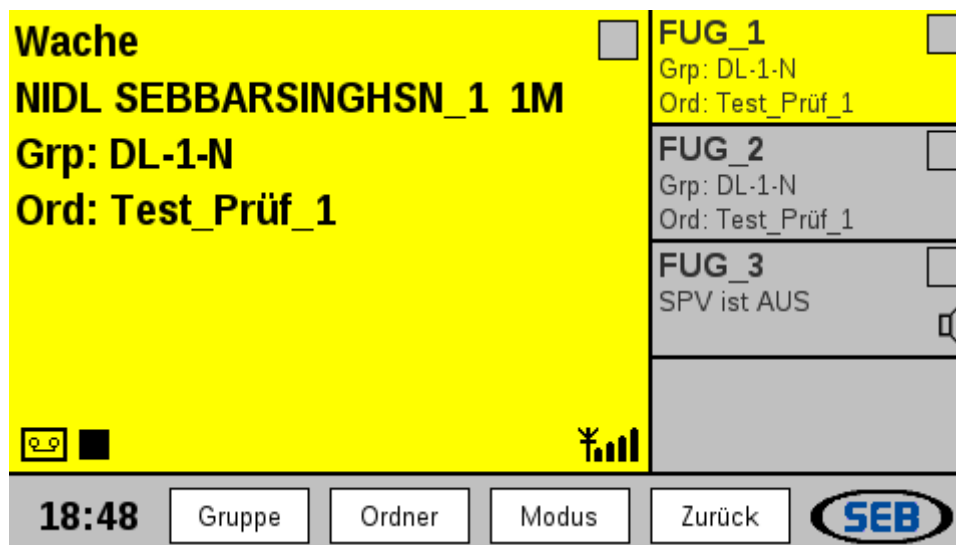 Wache
NIDL SEBBARSINGHSN_1 1M
Grp: DL-1-N
Ord: Test_Prüf_1
FUG_1
Grp: DL-1-N
Ord: Test_Prüf_1
FUG_2
Grp: DL-1-N
Ord: Test_Prüf_1
FUG_3
SPV ist AUS
18:48
Gruppe
Ordner
Modus
Zurück
SEB